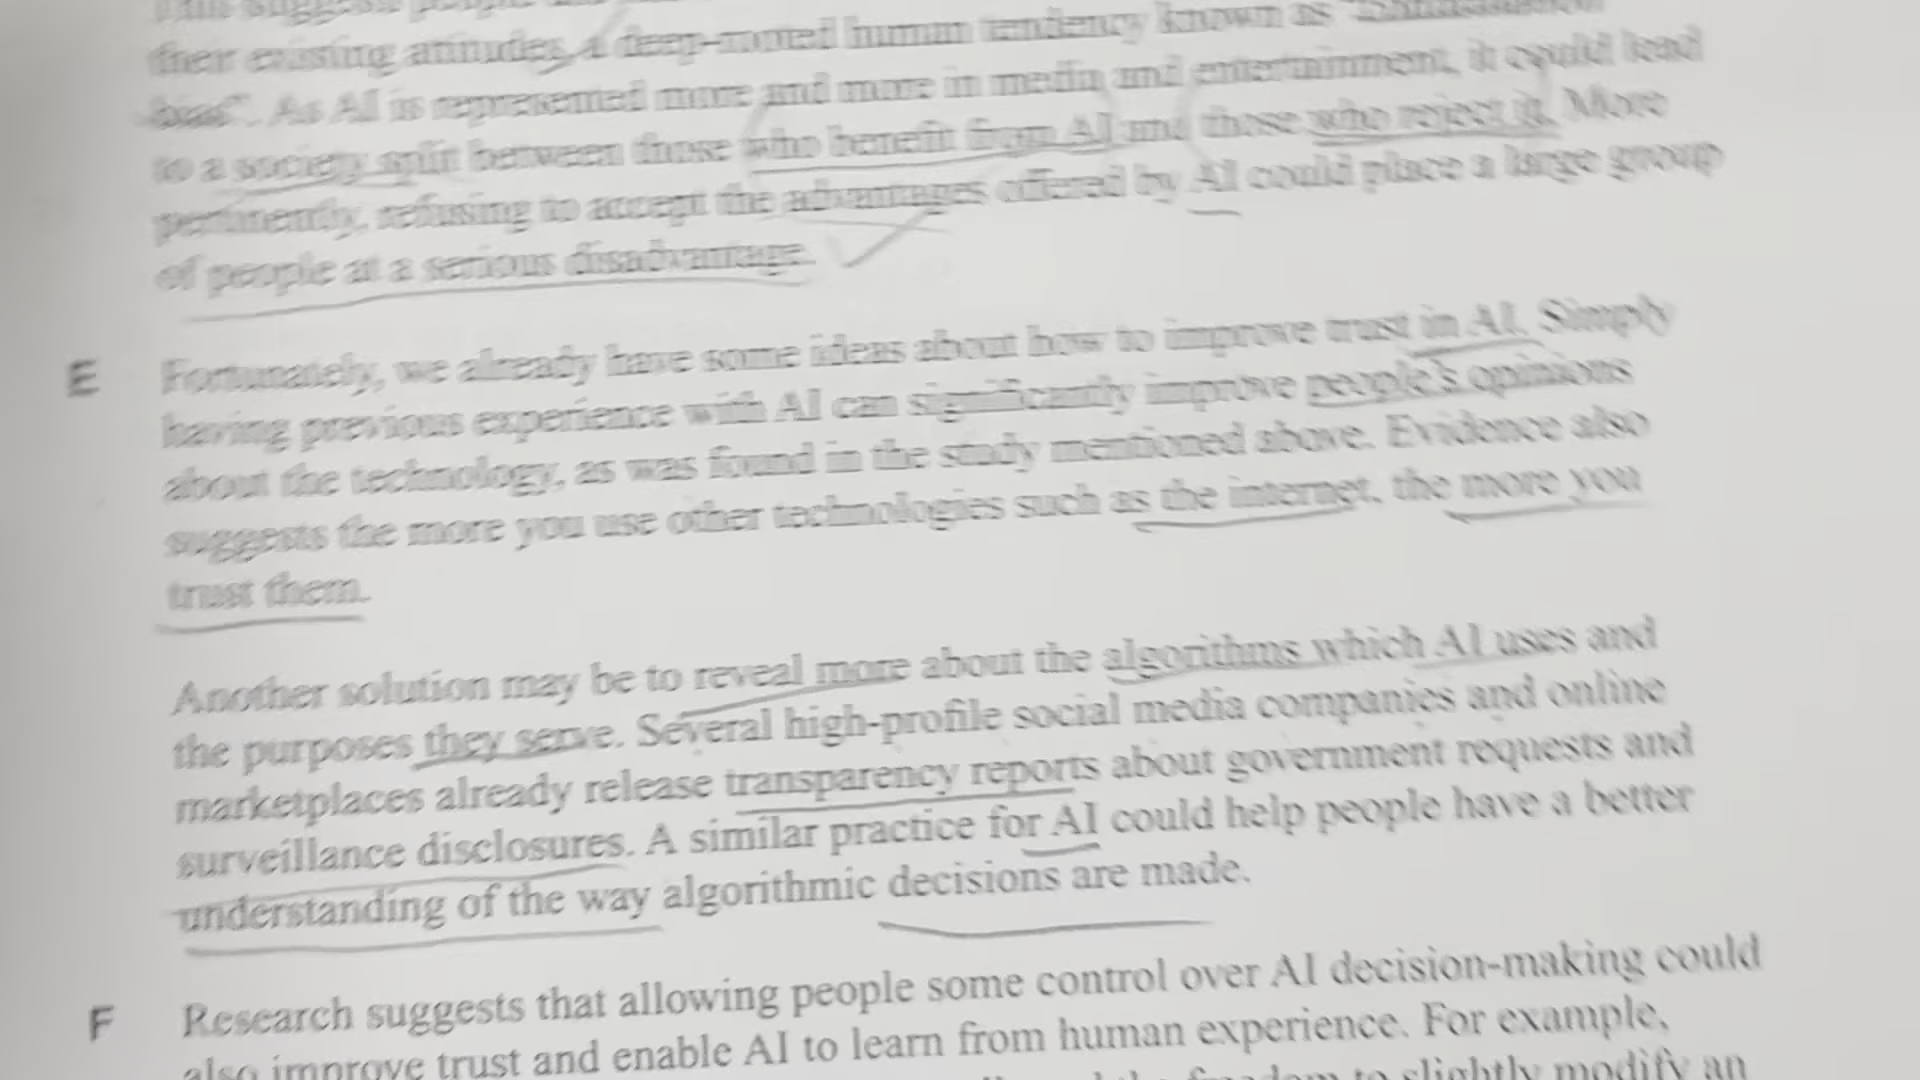 their existing attitudes, a deep-rooted human tendency known as "confirmation
bias". As AI is represented more and more in media and entertainment, it could lead
to a society split between those who benefit from AI and those who reject it. More
pertinently, refusing to accept the advantages offered by AI could place a large group
of people at a serious disadvantage.
E Fortunately, we already have some ideas about how to improve trust in AI. Simply
having previous experience with AI can significantly improve people's opinions
about the technology, as was found in the study mentioned above. Evidence also
suggests the more you use other technologies such as the internet, the more you
trust them.
Another solution may be to reveal more about the algorithms which AI uses and
the purposes they serve. Several high-profile social media companies and online
marketplaces already release transparency reports about government requests and
surveillance disclosures. A similar practice for AI could help people have a better
understanding of the way algorithmic decisions are made.
F Research suggests that allowing people some control over AI decision-making could
also improve trust and enable AI to learn from human experience. For example,
freedom to slightly modify an